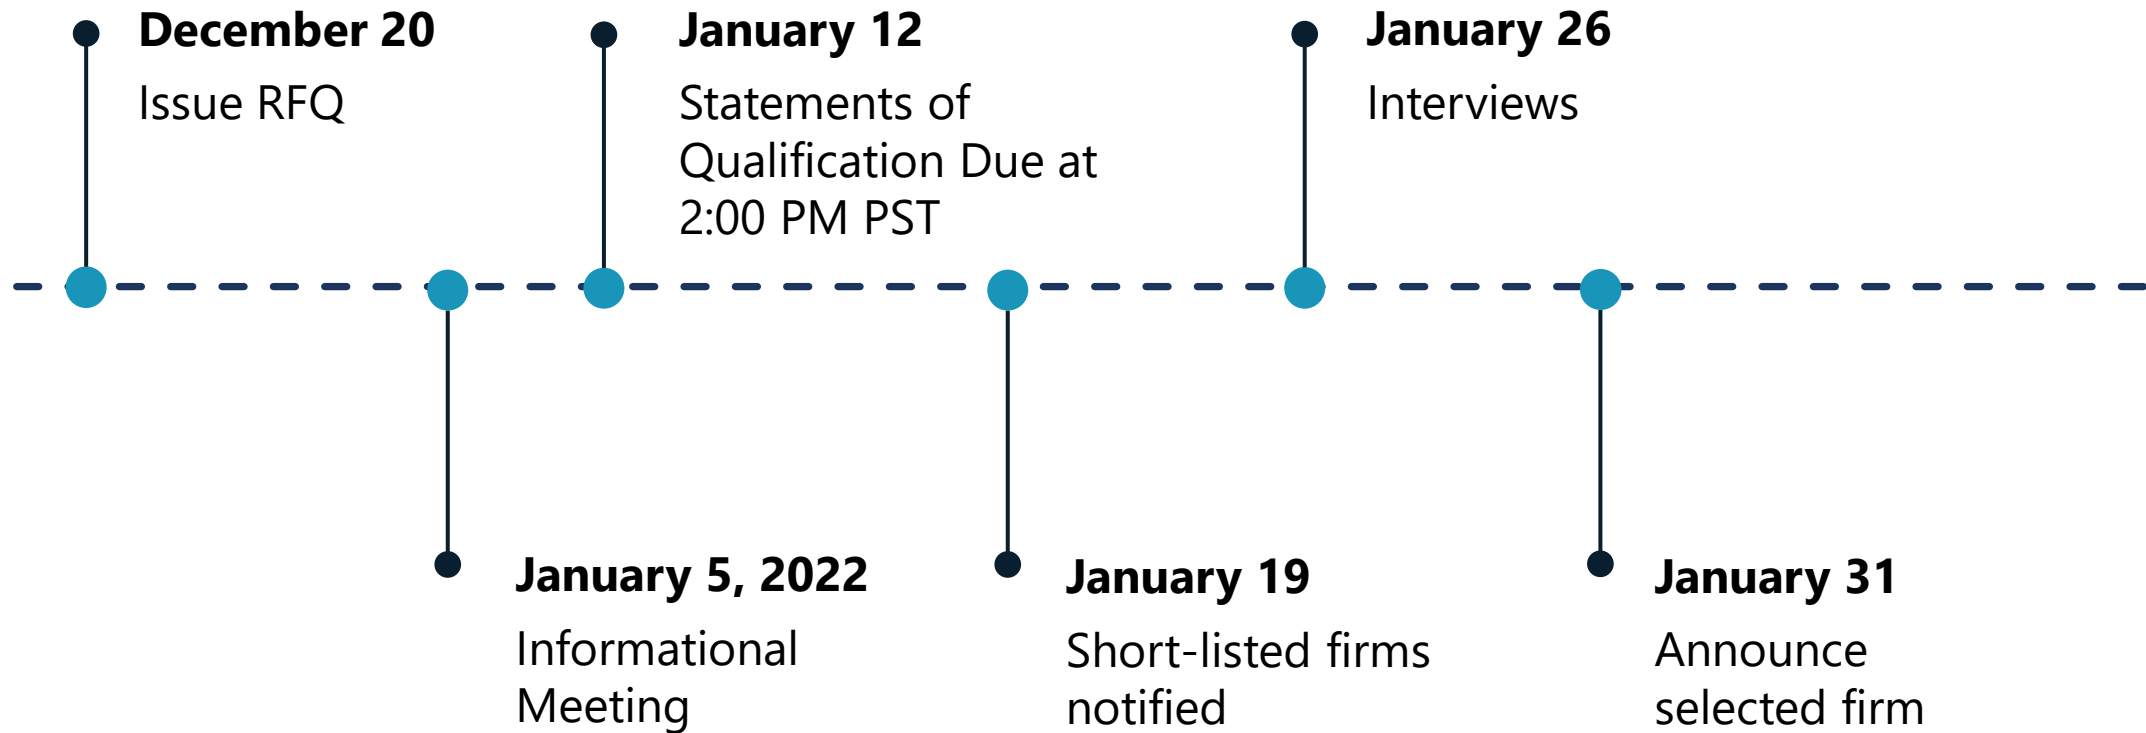 December 20
Issue RFQ
January 5, 2022
Informational
Meeting
January 12
Statements of
Qualification Due at
2:00 PM PST
January 19
Short-listed firms
notified
January 26
Interviews
January 31
Announce
selected firm